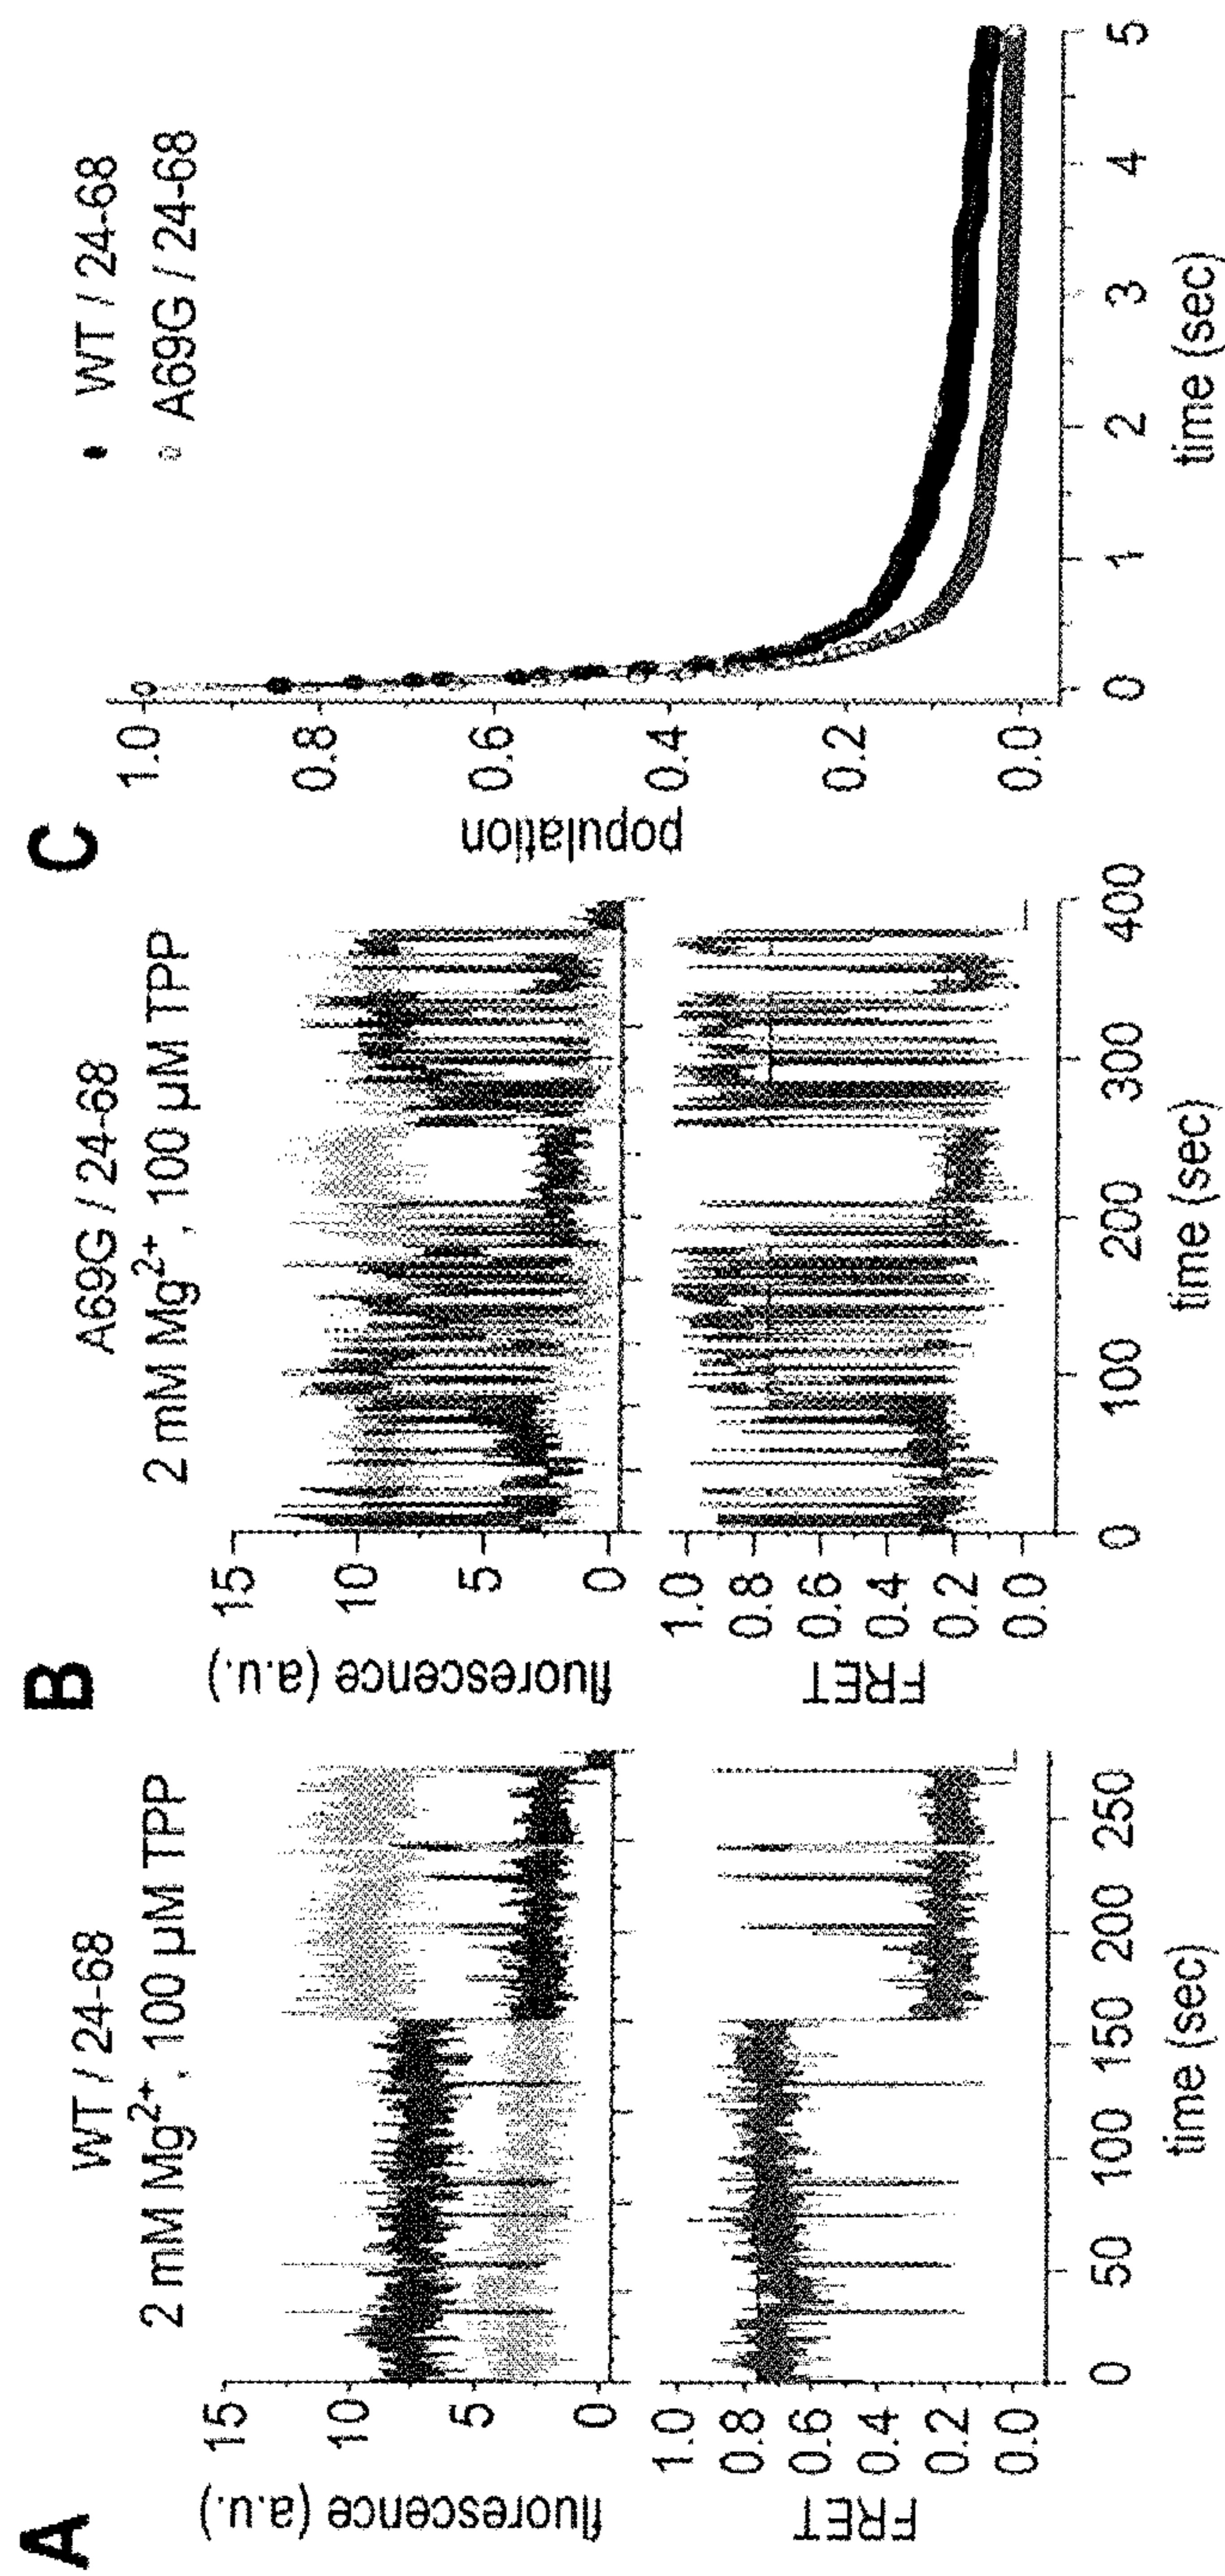 A
WT / 24-68
2 mM Mg2+, 100 µM TPP
fluorescence (a.u.)
15
10
5
0
FRET
1.0
0.8
0.6
0.4
0.2
0.0
0 50 100 150 200 250
time (sec)
B
A69G / 24-68
2 mM Mg2+, 100 µM TPP
fluorescence (a.u.)
15
10
5
0
FRET
1.0
0.8
0.6
0.4
0.2
0.0
0 100 200 300 400
time (sec)
C
WT / 24-68
A69G / 24-68
population
1.0
0.8
0.6
0.4
0.2
0.0
0 1 2 3 4 5
time (sec)